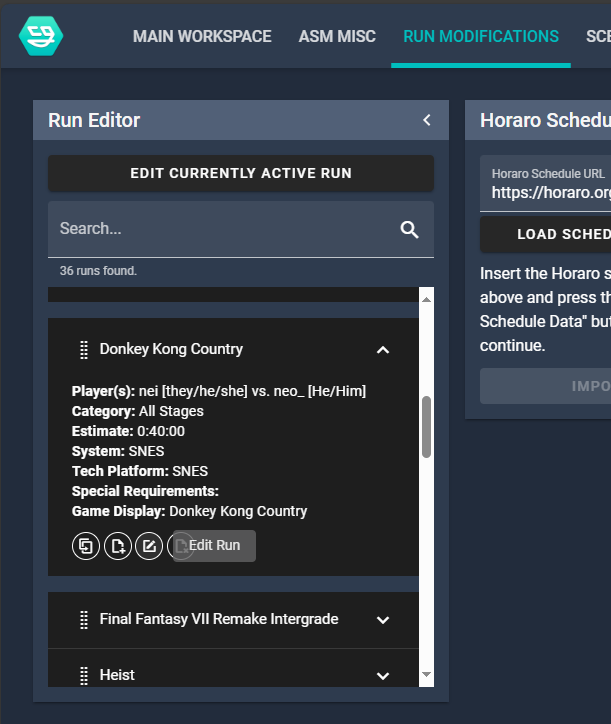 MAIN WORKSPACE ASM MISC RUN MODIFICATIONS SCE
Run Editor
EDIT CURRENTLY ACTIVE RUN
Search...
36 runs found.
Donkey Kong Country
Player(s): nei [they/he/she] vs. neo_ [He/Him]
Category: All Stages
Estimate: 0:40:00
System: SNES
Tech Platform: SNES
Special Requirements:
Game Display: Donkey Kong Country
Edit Run
Final Fantasy VII Remake Intergrade
Heist
Horaro Schedu
Horaro Schedule URL
https://horaro.org
LOAD SCHED
Insert the Horaro s
above and press th
Schedule Data" but
continue.
IMPO